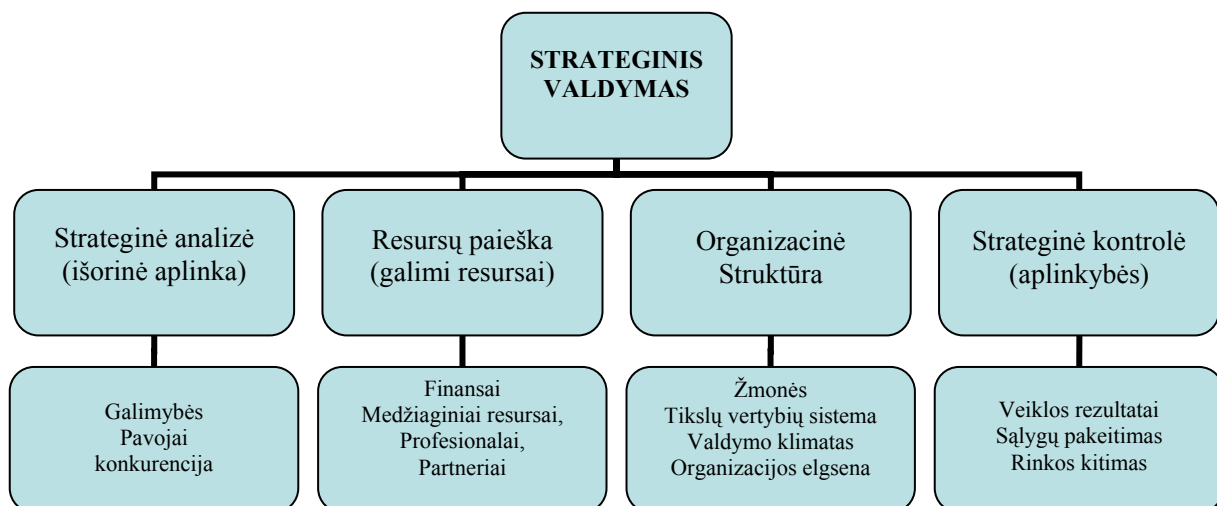 STRATEGINIS
VALDYMAS
Strateginė analizė
(išorinė aplinka)
Resursų paieška
(galimi resursai)
Organizacinė
Struktūra
Strateginė kontrolė
(aplinkybės)
Galimybės
Pavojai
konkurencija
Finansai
Medžiaginiai resursai,
Profesionalai,
Partneriai
Žmonės
Tikslų vertybių sistema
Valdymo klimatas
Organizacijos elgsena
Veiklos rezultatai
Sąlygų pakeitimas
Rinkos kitimas